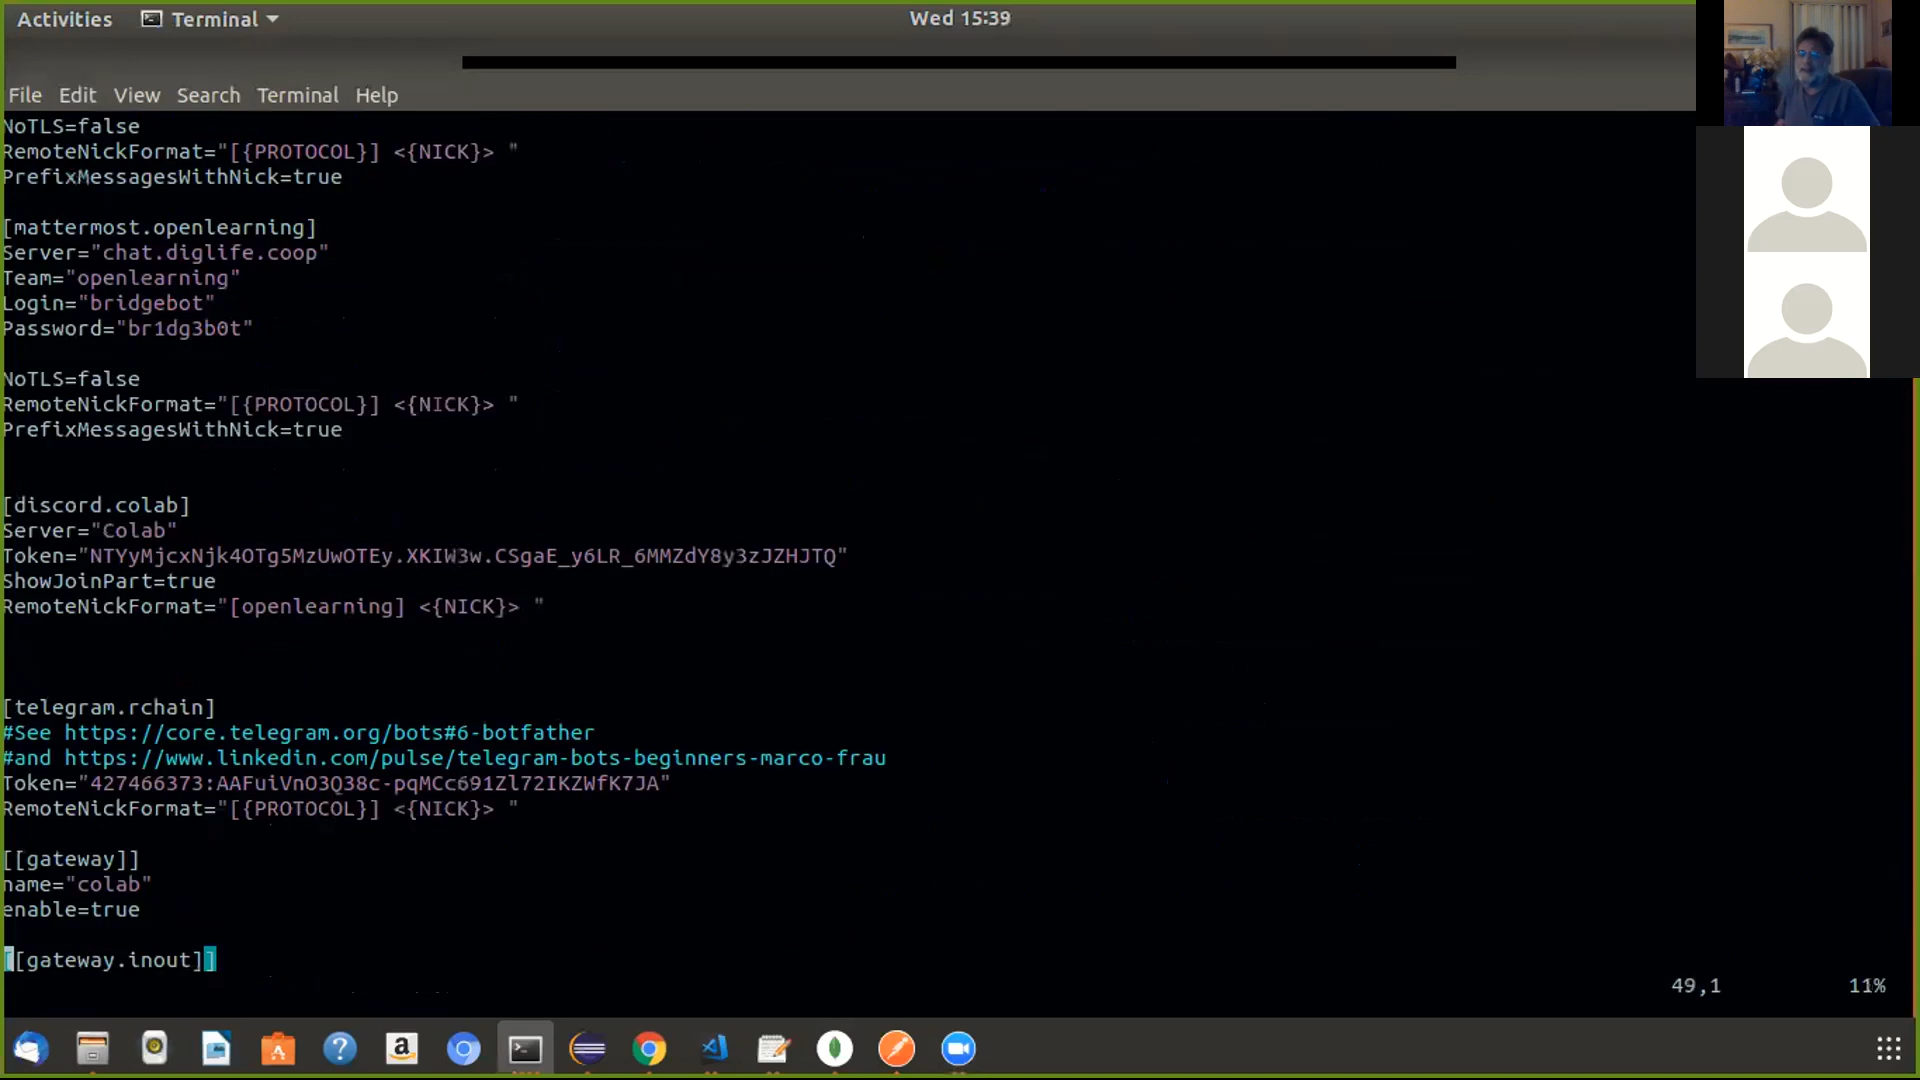 Activities Terminal
Wed 15:39
File Edit View Search Terminal Help
NoTLS=false
RemoteNickFormat="[{PROTOCOL}] <{NICK}> "
PrefixMessagesWithNick=true
[mattermost.openlearning]
Server="chat.diglife.coop"
Team="openlearning"
Login="bridgebot"
Password="br1dg3b0t"
NoTLS=false
RemoteNickFormat="[{PROTOCOL}] <{NICK}> "
PrefixMessagesWithNick=true
[discord.colab]
Server="Colab"
Token="NTYyMjcxNjk4OTg5MzUwOTEy.XKIW3w.CSgaE_y6LR_6MMZdY8y3zJZHJTQ"
ShowJoinPart=true
RemoteNickFormat="[openlearning] <{NICK}> "
[telegram.rchain]
#See https://core.telegram.org/bots#6-botfather
#and https://www.linkedin.com/pulse/telegram-bots-beginners-marco-frau
Token="427466373:AAFuiVnO3Q38c-pqMCc691Zl72IKZWfK7JA"
RemoteNickFormat="[{PROTOCOL}] <{NICK}> "
[[gateway]]
name="colab"
enable=true
[[gateway.inout]]
49,1 11%